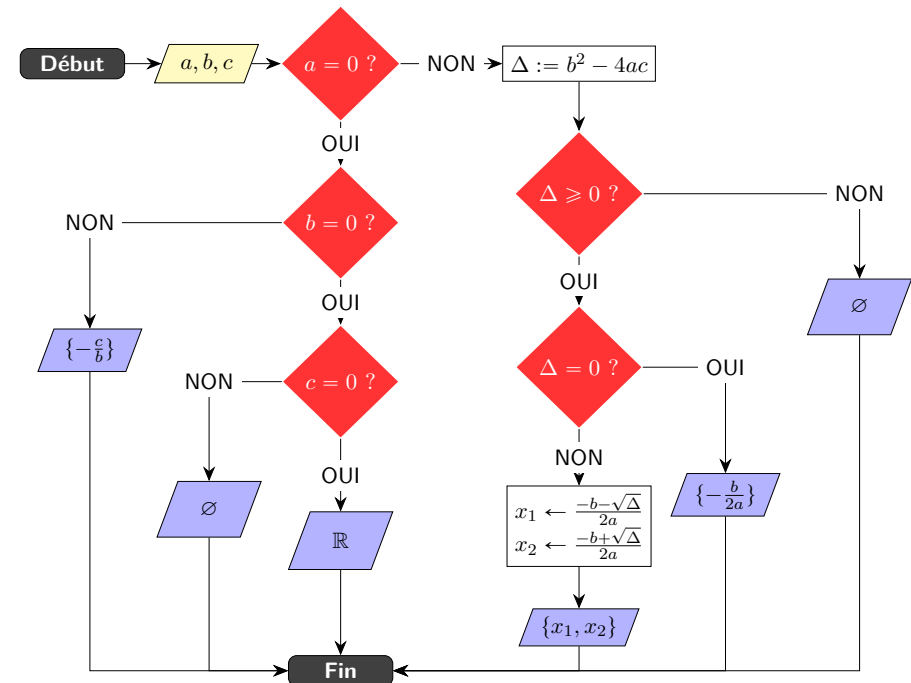 Début
a, b, c
a = 0 ?
NON
Δ := b² − 4ac
OUI
b = 0 ?
NON
Δ ⩾ 0 ?
NON
OUI
OUI
∅
{−c/b}
NON
c = 0 ?
Δ = 0 ?
OUI
OUI
NON
∅
ℝ
x₁ ← (−b−√Δ)/2a
x₂ ← (−b+√Δ)/2a
{−b/2a}
{x₁, x₂}
Fin